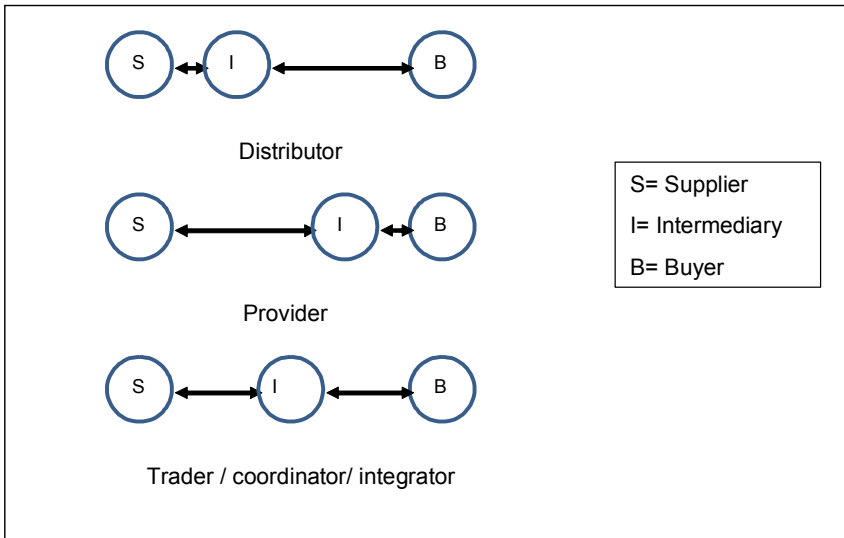 S I B
Distributor
S I B
Provider
S I B
Trader / coordinator/ integrator
S= Supplier
I= Intermediary
B= Buyer